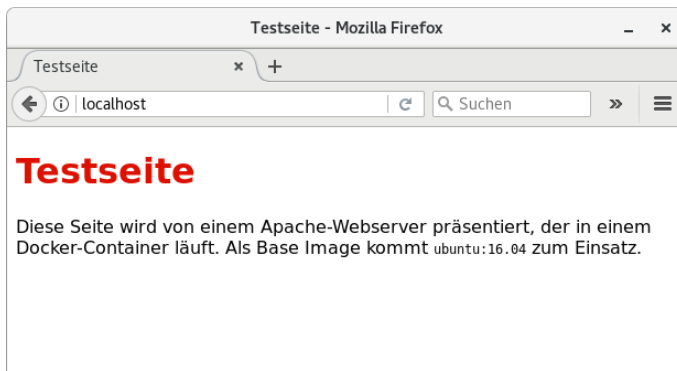 Testseite - Mozilla Firefox
Testseite
localhost
Suchen
Testseite
Diese Seite wird von einem Apache-Webserver präsentiert, der in einem
Docker-Container läuft. Als Base Image kommt ubuntu:16.04 zum Einsatz.